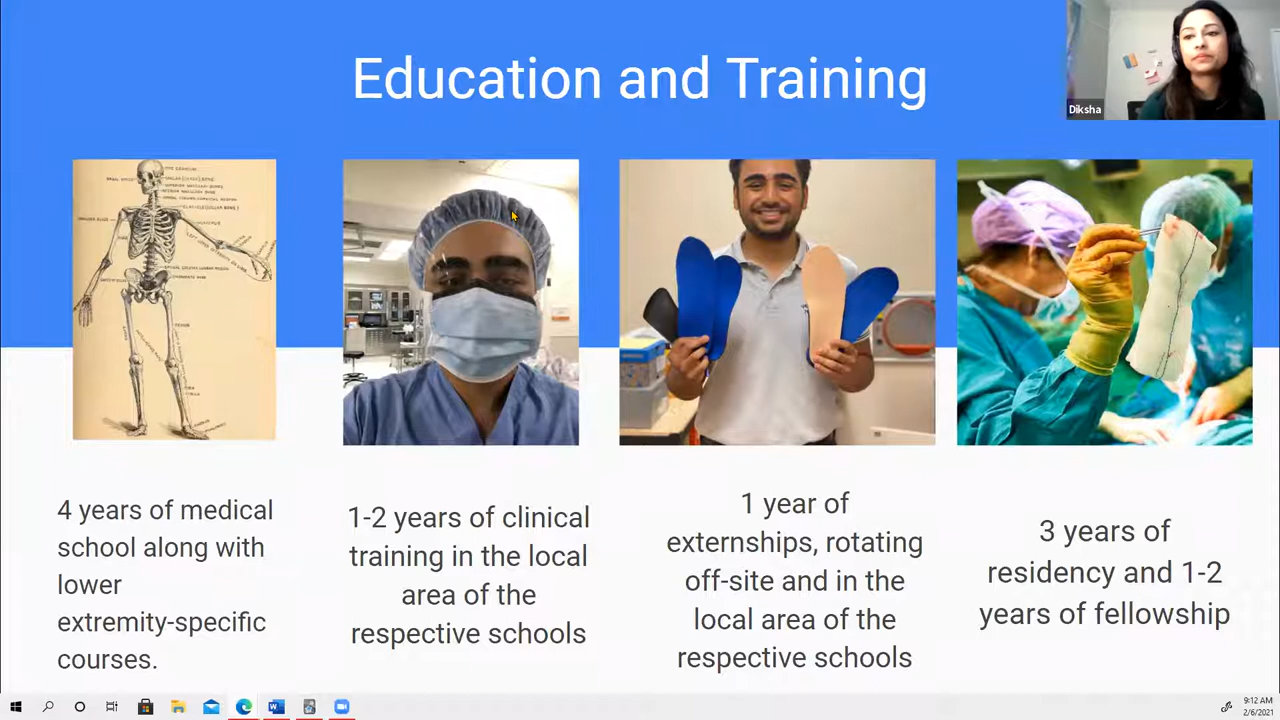 Education and Training
Diksha
4 years of medical
school along with
lower
extremity-specific
courses.
1-2 years of clinical
training in the local
area of the
respective schools
1 year of
externships, rotating
off-site and in the
local area of the
respective schools
3 years of
residency and 1-2
years of fellowship
9:12 AM
2/6/2021